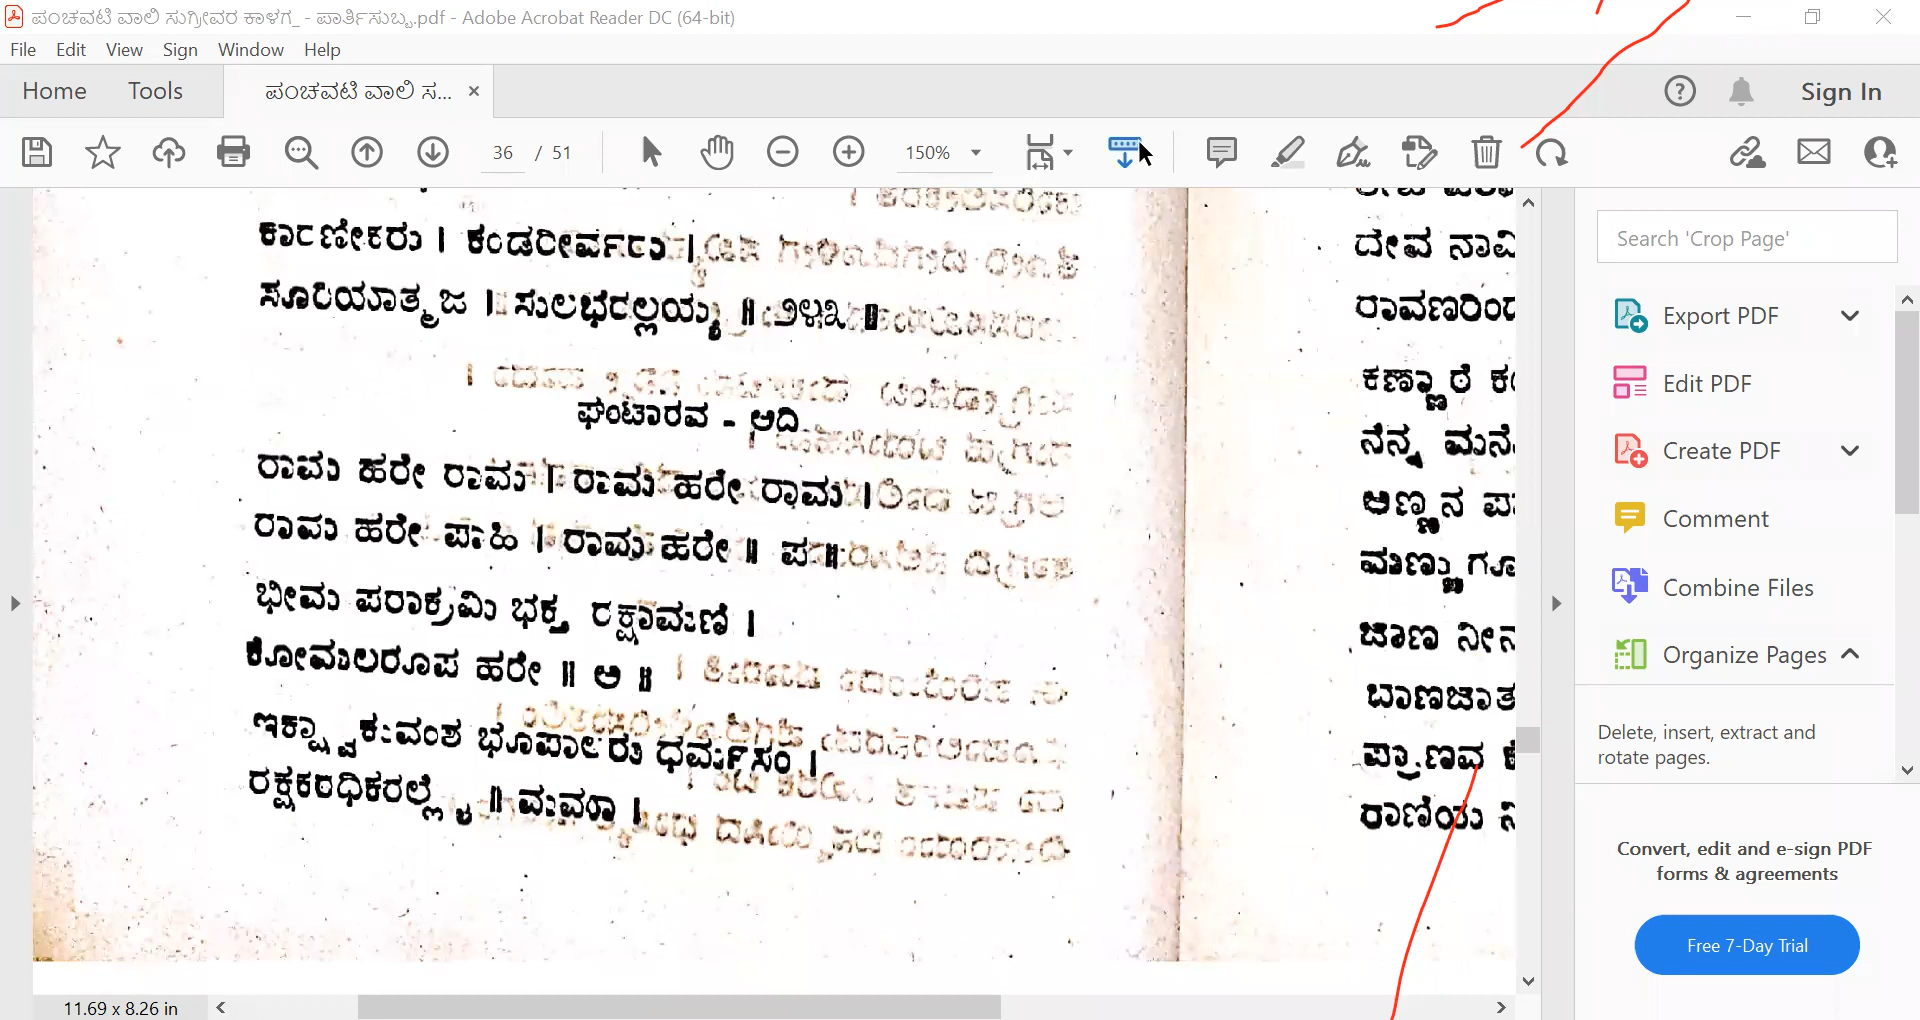 ಪಂಚವಟಿ ವಾಲಿ ಸುಗ್ರೀವರ ಕಾಳಗ_ - ಪಾರ್ತಿಸುಬ್ಬ.pdf - Adobe Acrobat Reader DC (64-bit)
File Edit View Sign Window Help
Home Tools ಪಂಚವಟಿ ವಾಲಿ ಸ... × Sign In
36 / 51 150%
ಕಾರಣೀಕರು । ಕಂಡರೀರ್ವರು ।
ಸೂರಿಯಾತ್ಮಜ । ಸುಲಭರಲ್ಲಯ್ಯ ॥ ೨೪೩ ॥
ಘಂಟಾರವ - ಆದಿ
ರಾಮ ಹರೇ ರಾಮ । ರಾಮ ಹರೇ ರಾಮ ।
ರಾಮ ಹರೇ ಪಾಹಿ । ರಾಮ ಹರೇ ॥ ಪ ॥
ಭೀಮ ಪರಾಕ್ರಮಿ ಭಕ್ತ ರಕ್ಷಾಮಣಿ ।
ಕೋಮಲರೂಪ ಹರೇ ॥ ಅ ॥
ಇಕ್ಷ್ವಾಕುವಂಶ ಭೂಪಾಲರು ಧರ್ಮಸಂ ।
ರಕ್ಷಕರಧಿಕರಲ್ಲೈ ॥
ದೇವ ನಾವಿ
ರಾವಣರಿಂದ
ಕಣ್ಣಾರೆ ಕ
ನೆನ್ನ ಮನೆ
ಅಣ್ಣನ ಪಾ
ಮಣ್ಣುಗೂ
ಜಾಣ ನೀನ
ಬಾಣಜಾತ
ಪ್ರಾಣವ
ರಾಣಿಯ ನಿ
Search 'Crop Page'
Export PDF
Edit PDF
Create PDF
Comment
Combine Files
Organize Pages
Delete, insert, extract and
rotate pages.
Convert, edit and e-sign PDF
forms & agreements
Free 7-Day Trial
11.69 x 8.26 in